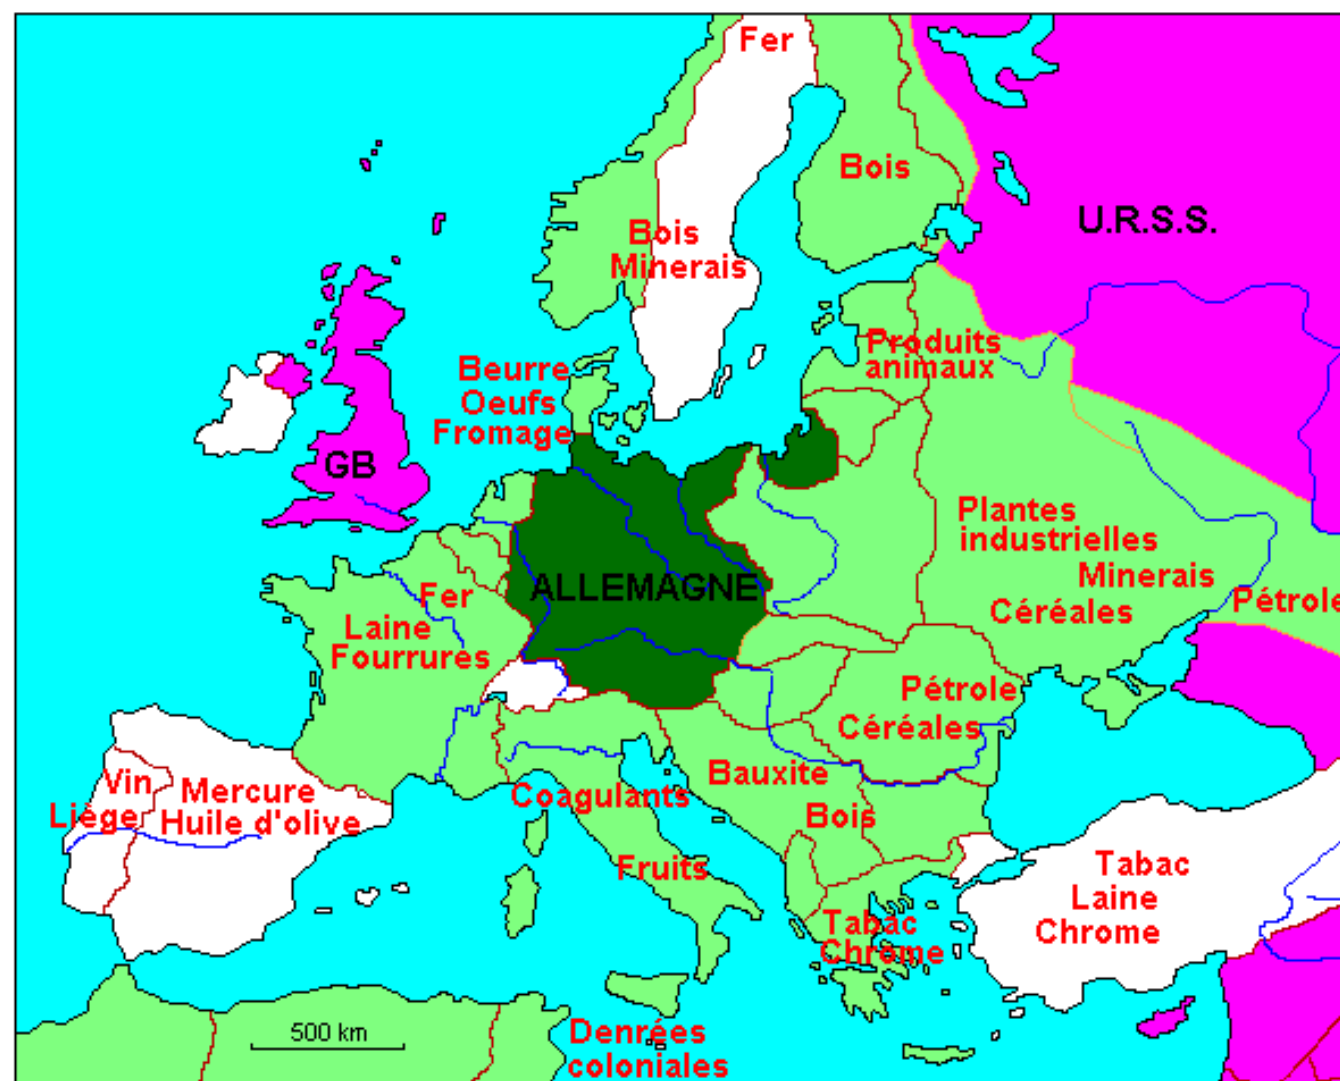 Fer
Bois
U.R.S.S.
Bois
Minerais
Produits
animaux
Beurre
Oeufs
Fromage
GB
Plantes
industrielles
Minerais
Céréales
Pétrole
ALLEMAGNE
Fer
Laine
Fourrures
Pétrole
Céréales
Vin
Liège
Mercure
Huile d'olive
Coagulants
Bauxite
Bois
Fruits
Tabac
Chrome
Tabac
Laine
Chrome
500 km
Denrées
coloniales